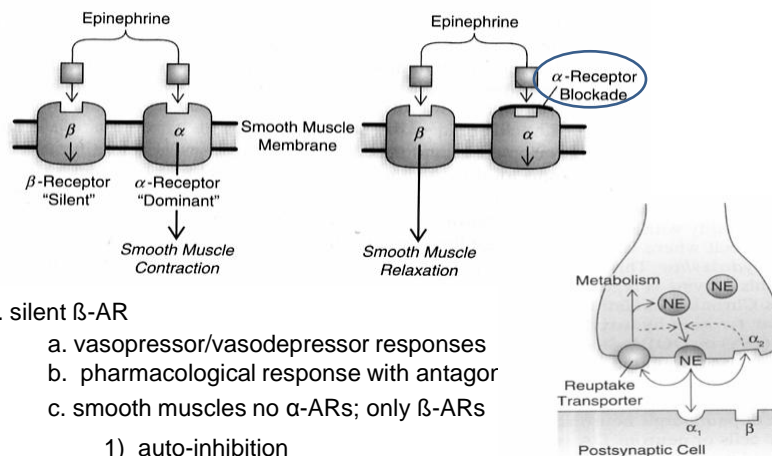 Epinephrine
β
α
Smooth Muscle
Membrane
β-Receptor
"Silent"
α-Receptor
"Dominant"
Smooth Muscle
Contraction
Epinephrine
α-Receptor
Blockade
β
α
Smooth Muscle
Relaxation
. silent ß-AR
a. vasopressor/vasodepressor responses
b. pharmacological response with antagor
c. smooth muscles no α-ARs; only ß-ARs
1) auto-inhibition
Metabolism
NE
NE
NE
α₂
Reuptake
Transporter
α₁
β
Postsynaptic Cell